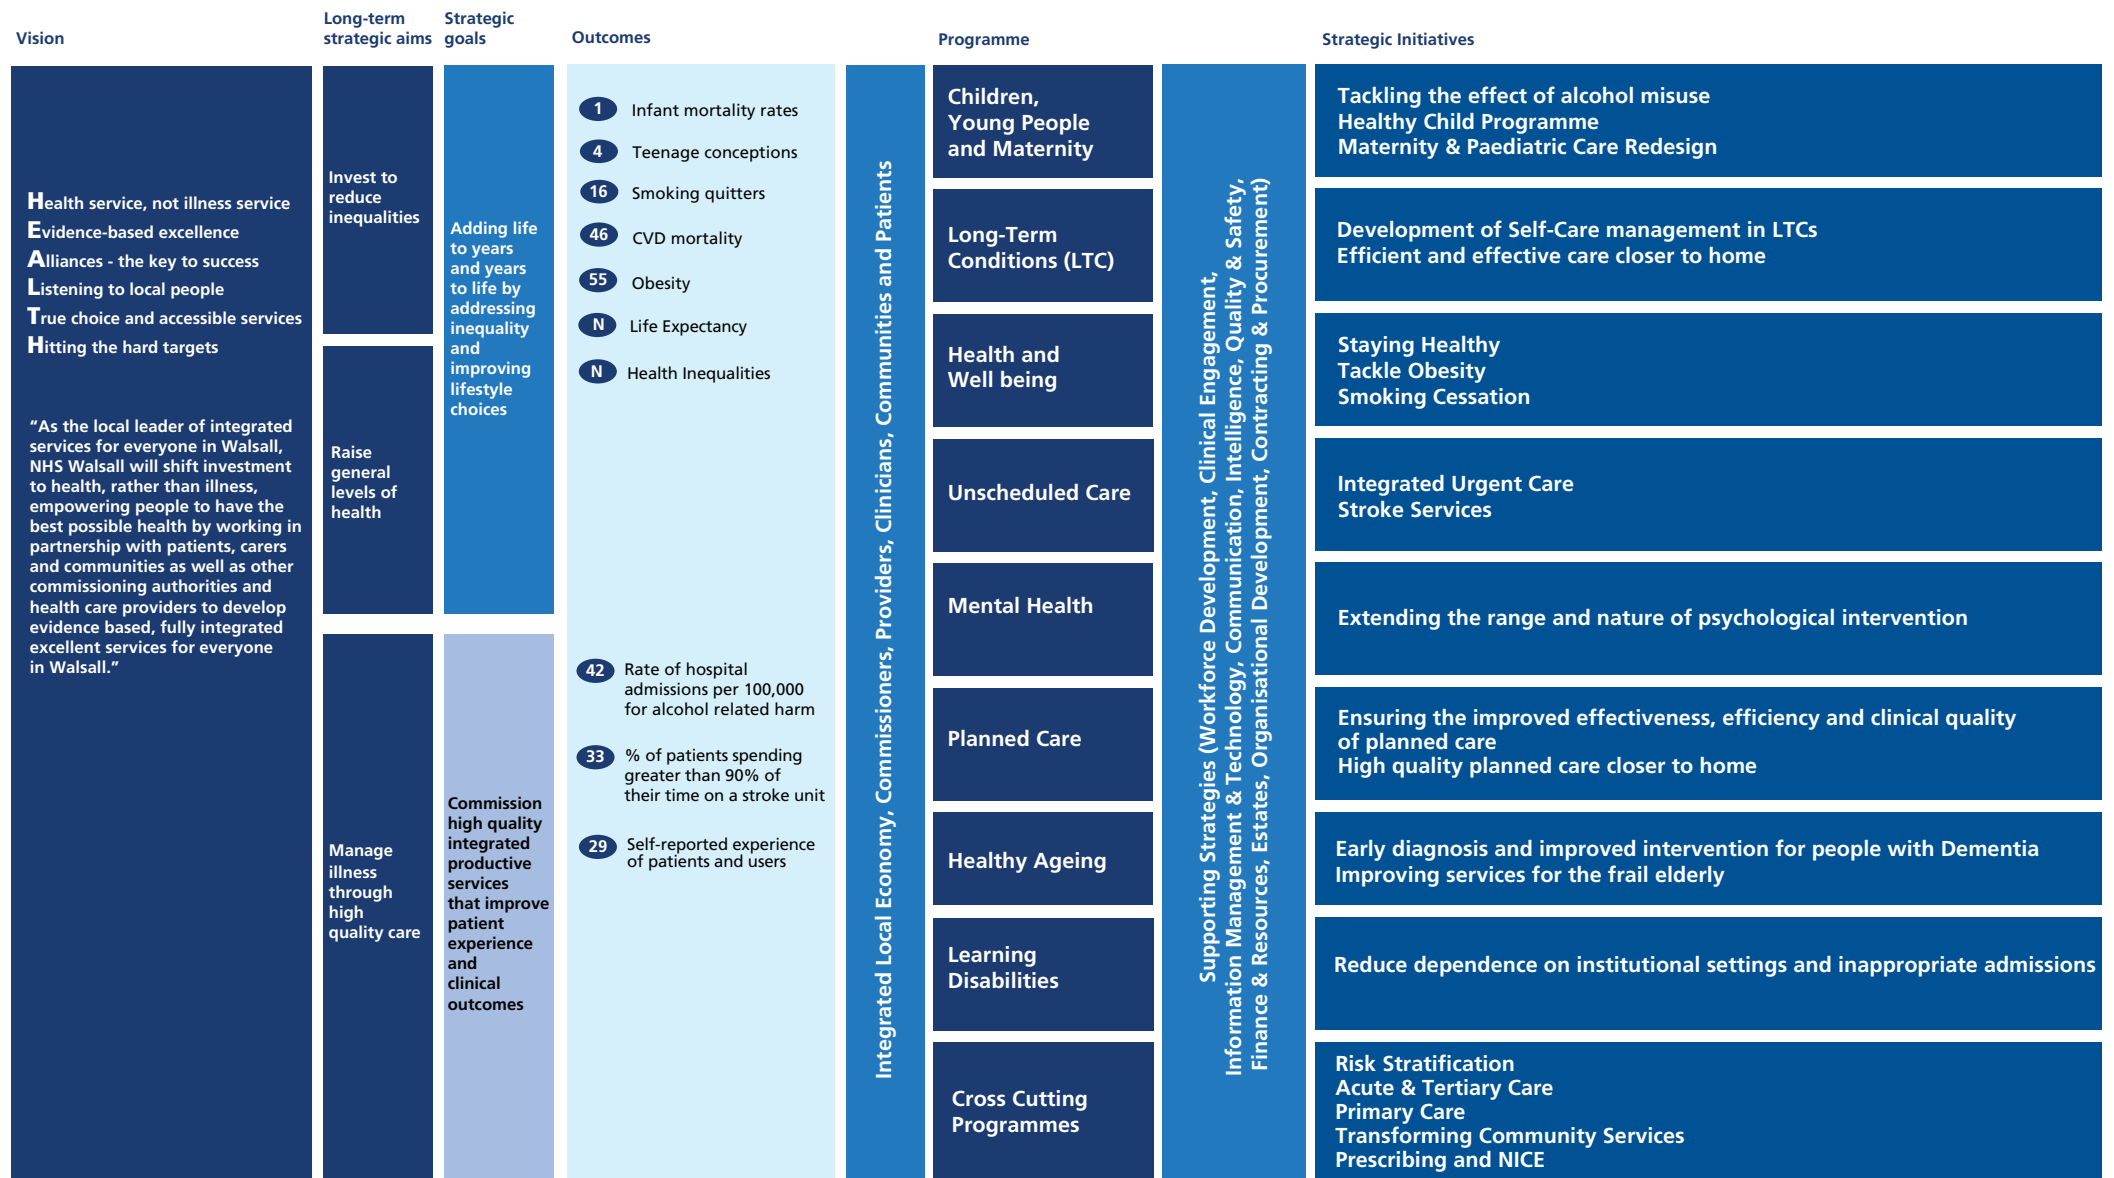 Vision
Long-term
strategic aims
Strategic
goals
Outcomes
Programme
Strategic Initiatives
Health service, not illness service
Evidence-based excellence
Alliances - the key to success
Listening to local people
True choice and accessible services
Hitting the hard targets
“As the local leader of integrated
services for everyone in Walsall,
NHS Walsall will shift investment
to health, rather than illness,
empowering people to have the
best possible health by working in
partnership with patients, carers
and communities as well as other
commissioning authorities and
health care providers to develop
evidence based, fully integrated
excellent services for everyone
in Walsall.”
Invest to
reduce
inequalities
Raise
general
levels of
health
Manage
illness
through
high
quality care
Adding life
to years
and years
to life by
addressing
inequality
and
improving
lifestyle
choices
Commission
high quality
integrated
productive
services
that improve
patient
experience
and
clinical
outcomes
1 Infant mortality rates
4 Teenage conceptions
16 Smoking quitters
46 CVD mortality
55 Obesity
N Life Expectancy
N Health Inequalities
42 Rate of hospital
admissions per 100,000
for alcohol related harm
33 % of patients spending
greater than 90% of
their time on a stroke unit
29 Self-reported experience
of patients and users
Integrated Local Economy, Commissioners, Providers, Clinicians, Communities and Patients
Children,
Young People
and Maternity
Long-Term
Conditions (LTC)
Health and
Well being
Unscheduled Care
Mental Health
Planned Care
Healthy Ageing
Learning
Disabilities
Cross Cutting
Programmes
Supporting Strategies (Workforce Development, Clinical Engagement,
Information Management & Technology, Communication, Intelligence, Quality & Safety,
Finance & Resources, Estates, Organisational Development, Contracting & Procurement)
Tackling the effect of alcohol misuse
Healthy Child Programme
Maternity & Paediatric Care Redesign
Development of Self-Care management in LTCs
Efficient and effective care closer to home
Staying Healthy
Tackle Obesity
Smoking Cessation
Integrated Urgent Care
Stroke Services
Extending the range and nature of psychological intervention
Ensuring the improved effectiveness, efficiency and clinical quality
of planned care
High quality planned care closer to home
Early diagnosis and improved intervention for people with Dementia
Improving services for the frail elderly
Reduce dependence on institutional settings and inappropriate admissions
Risk Stratification
Acute & Tertiary Care
Primary Care
Transforming Community Services
Prescribing and NICE